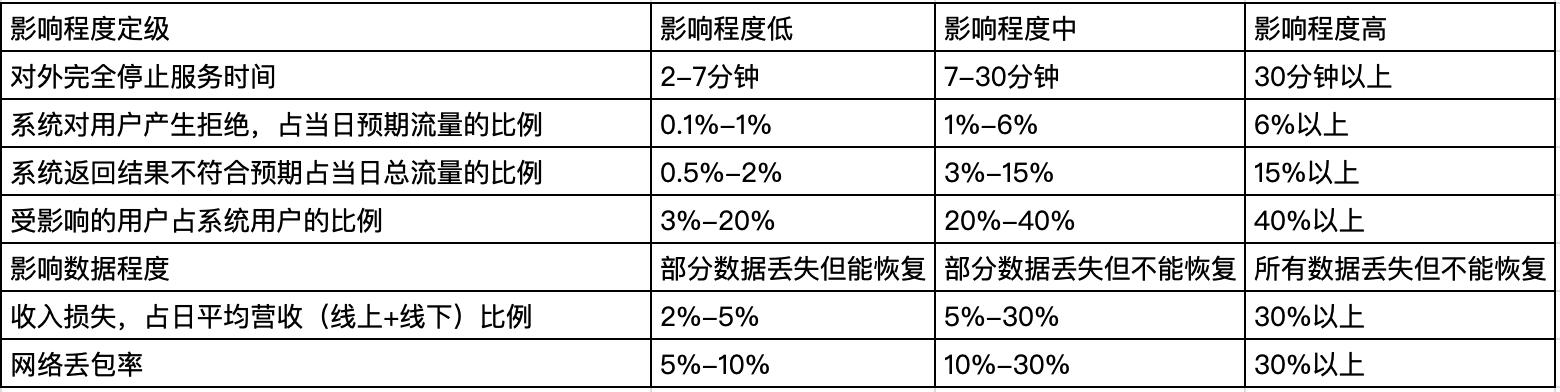 影响程度定级 影响程度低 影响程度中 影响程度高
对外完全停止服务时间 2–7分钟 7–30分钟 30分钟以上
系统对用户产生拒绝，占当日预期流量的比例 0.1%–1% 1%–6% 6%以上
系统返回结果不符合预期占当日总流量的比例 0.5%–2% 3%–15% 15%以上
受影响的用户占系统用户的比例 3%–20% 20%–40% 40%以上
影响数据程度 部分数据丢失但能恢复 部分数据丢失但不能恢复 所有数据丢失但不能恢复
收入损失，占日平均营收（线上+线下）比例 2%–5% 5%–30% 30%以上
网络丢包率 5%–10% 10%–30% 30%以上